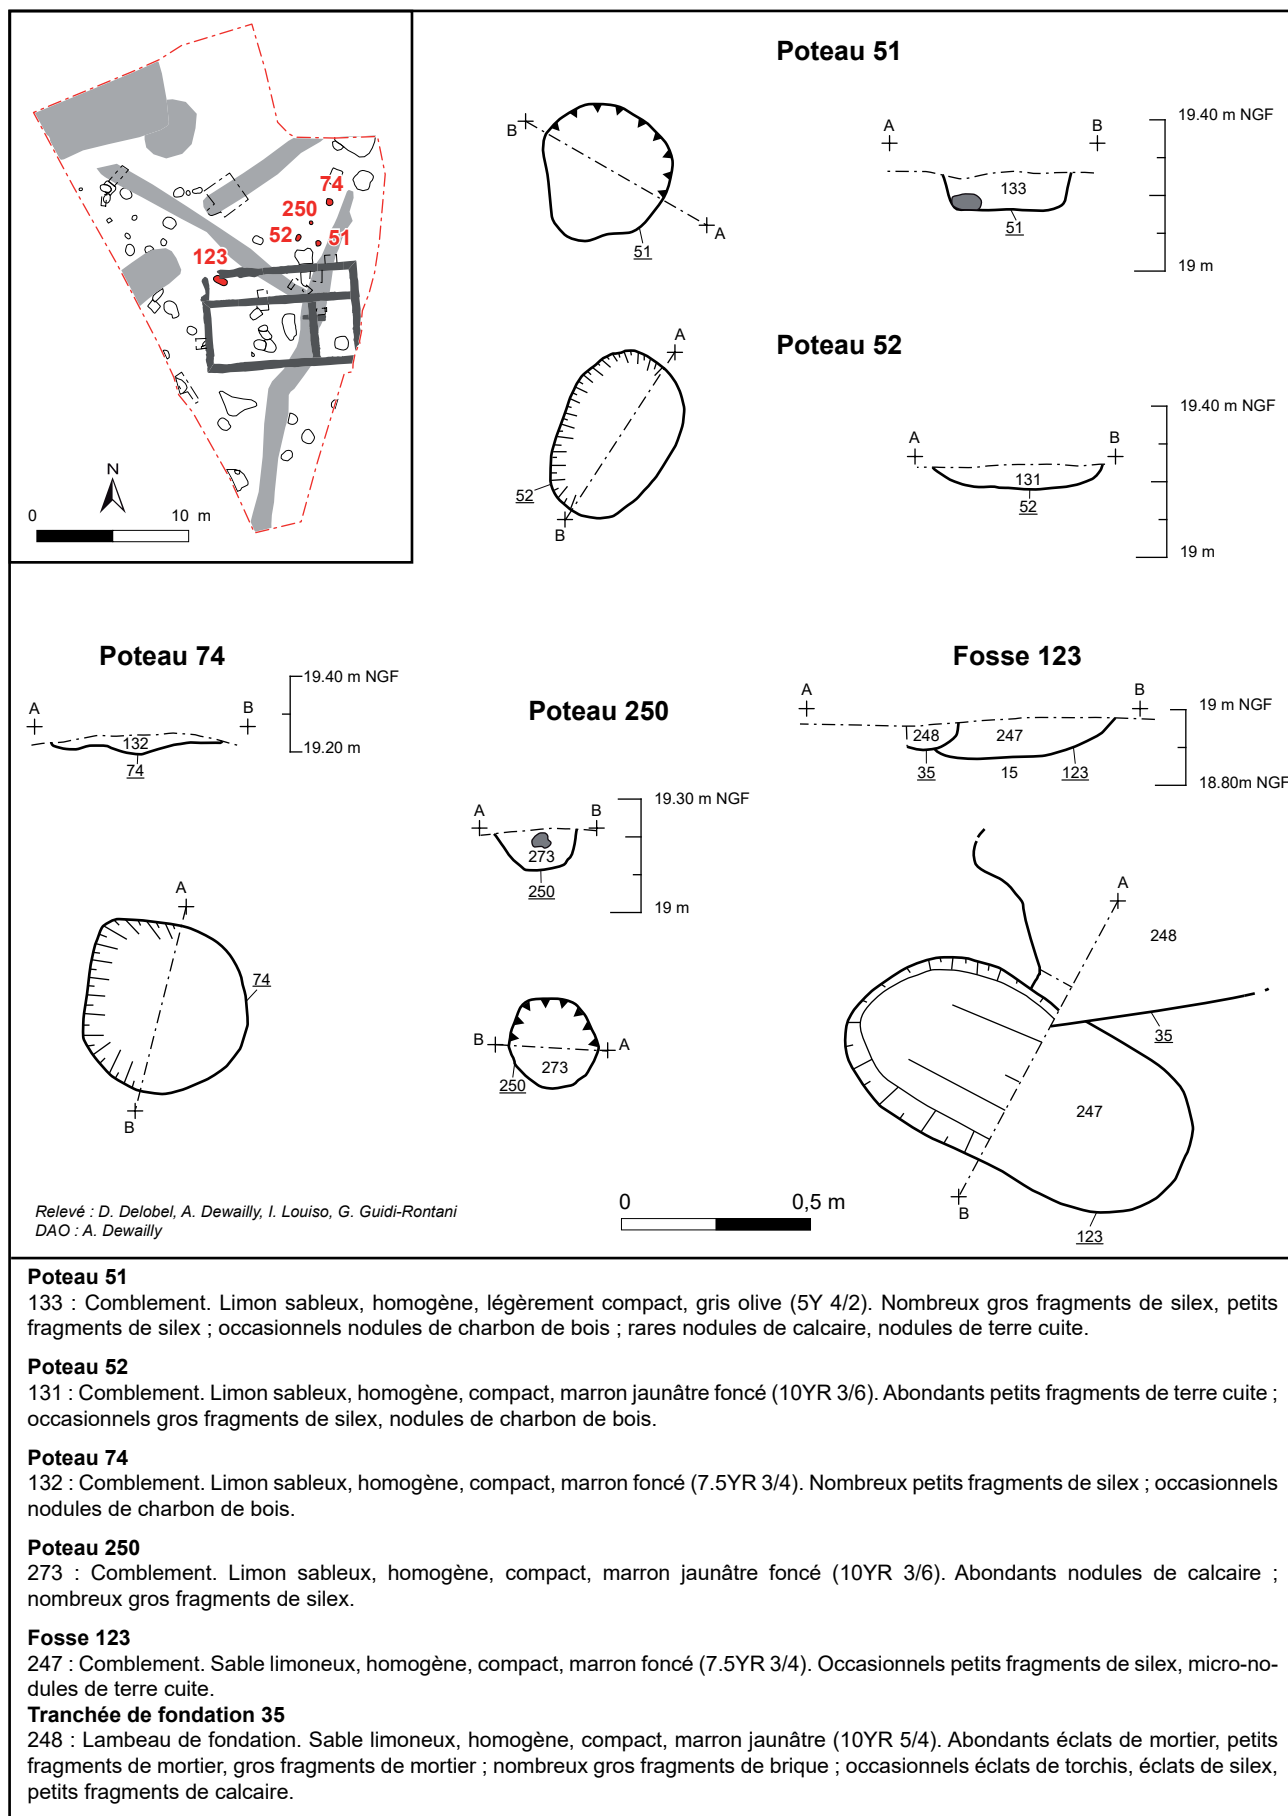 74
250
52
51
123
N
0 10 m
Poteau 51
B
A
51
A
B
133
51
19.40 m NGF
19 m
Poteau 52
A
52
B
A
B
131
52
19.40 m NGF
19 m
Poteau 74
A
B
132
74
19.40 m NGF
19.20 m
A
74
B
Poteau 250
A
B
273
250
19.30 m NGF
19 m
B
A
273
250
Fosse 123
A
B
248
247
35
15
123
19 m NGF
18.80m NGF
A
248
35
247
B
123
Relevé : D. Delobel, A. Dewailly, I. Louiso, G. Guidi-Rontani
DAO : A. Dewailly
0 0,5 m
Poteau 51
133 : Comblement. Limon sableux, homogène, légèrement compact, gris olive (5Y 4/2). Nombreux gros fragments de silex, petits
fragments de silex ; occasionnels nodules de charbon de bois ; rares nodules de calcaire, nodules de terre cuite.
Poteau 52
131 : Comblement. Limon sableux, homogène, compact, marron jaunâtre foncé (10YR 3/6). Abondants petits fragments de terre cuite ;
occasionnels gros fragments de silex, nodules de charbon de bois.
Poteau 74
132 : Comblement. Limon sableux, homogène, compact, marron foncé (7.5YR 3/4). Nombreux petits fragments de silex ; occasionnels
nodules de charbon de bois.
Poteau 250
273 : Comblement. Limon sableux, homogène, compact, marron jaunâtre foncé (10YR 3/6). Abondants nodules de calcaire ;
nombreux gros fragments de silex.
Fosse 123
247 : Comblement. Sable limoneux, homogène, compact, marron foncé (7.5YR 3/4). Occasionnels petits fragments de silex, micro-no-
dules de terre cuite.
Tranchée de fondation 35
248 : Lambeau de fondation. Sable limoneux, homogène, compact, marron jaunâtre (10YR 5/4). Abondants éclats de mortier, petits
fragments de mortier, gros fragments de mortier ; nombreux gros fragments de brique ; occasionnels éclats de torchis, éclats de silex,
petits fragments de calcaire.